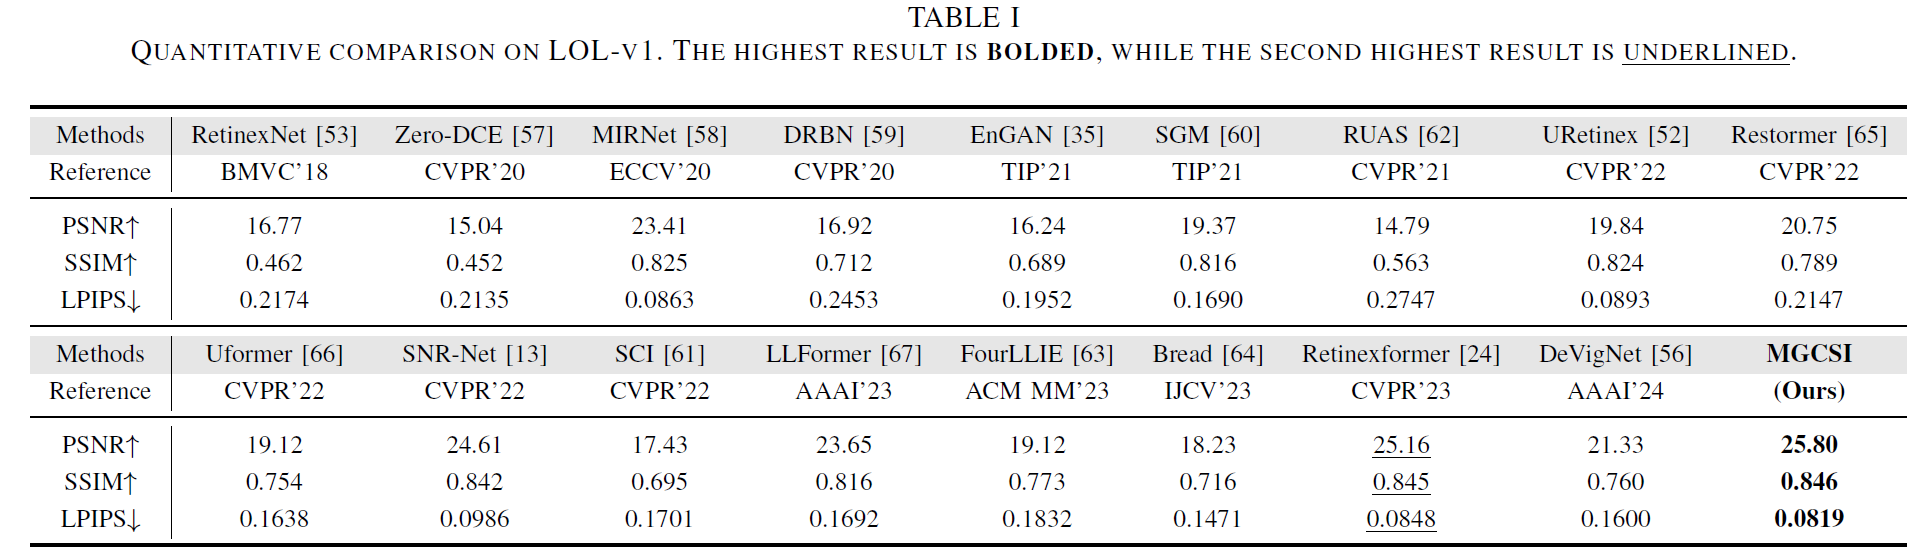 TABLE I
QUANTITATIVE COMPARISON ON LOL-V1. THE HIGHEST RESULT IS BOLDED, WHILE THE SECOND HIGHEST RESULT IS UNDERLINED.
Methods RetinexNet [53] Zero-DCE [57] MIRNet [58] DRBN [59] EnGAN [35] SGM [60] RUAS [62] URetinex [52] Restormer [65]
Reference BMVC'18 CVPR'20 ECCV'20 CVPR'20 TIP'21 TIP'21 CVPR'21 CVPR'22 CVPR'22
PSNR↑ 16.77 15.04 23.41 16.92 16.24 19.37 14.79 19.84 20.75
SSIM↑ 0.462 0.452 0.825 0.712 0.689 0.816 0.563 0.824 0.789
LPIPS↓ 0.2174 0.2135 0.0863 0.2453 0.1952 0.1690 0.2747 0.0893 0.2147
Methods Uformer [66] SNR-Net [13] SCI [61] LLFormer [67] FourLLIE [63] Bread [64] Retinexformer [24] DeVigNet [56] MGCSI
Reference CVPR'22 CVPR'22 CVPR'22 AAAI'23 ACM MM'23 IJCV'23 CVPR'23 AAAI'24 (Ours)
PSNR↑ 19.12 24.61 17.43 23.65 19.12 18.23 25.16 21.33 25.80
SSIM↑ 0.754 0.842 0.695 0.816 0.773 0.716 0.845 0.760 0.846
LPIPS↓ 0.1638 0.0986 0.1701 0.1692 0.1832 0.1471 0.0848 0.1600 0.0819